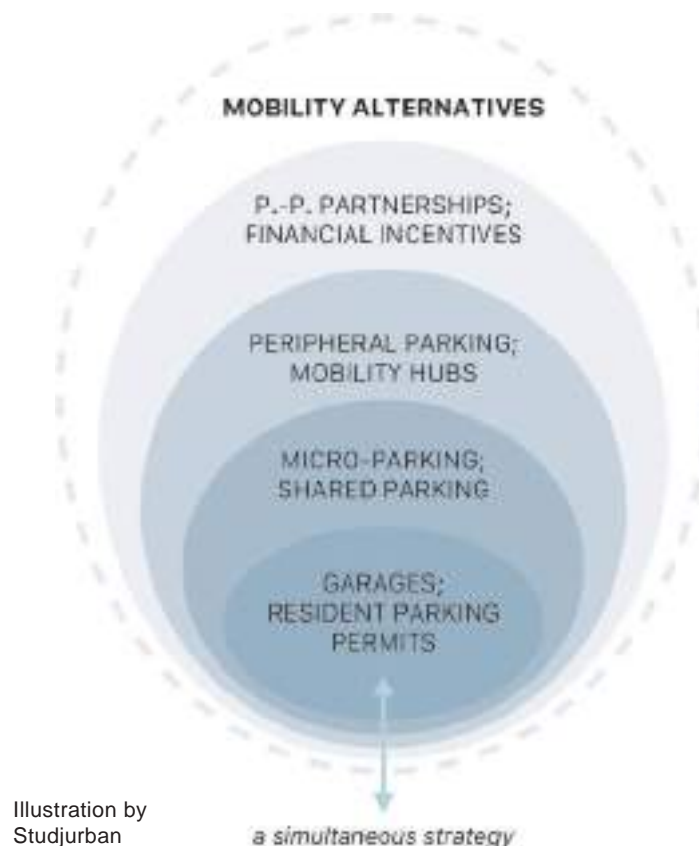 MOBILITY ALTERNATIVES
P.-P. PARTNERSHIPS;
FINANCIAL INCENTIVES
PERIPHERAL PARKING;
MOBILITY HUBS
MICRO-PARKING;
SHARED PARKING
GARAGES;
RESIDENT PARKING
PERMITS
Illustration by
Studjurban
a simultaneous strategy